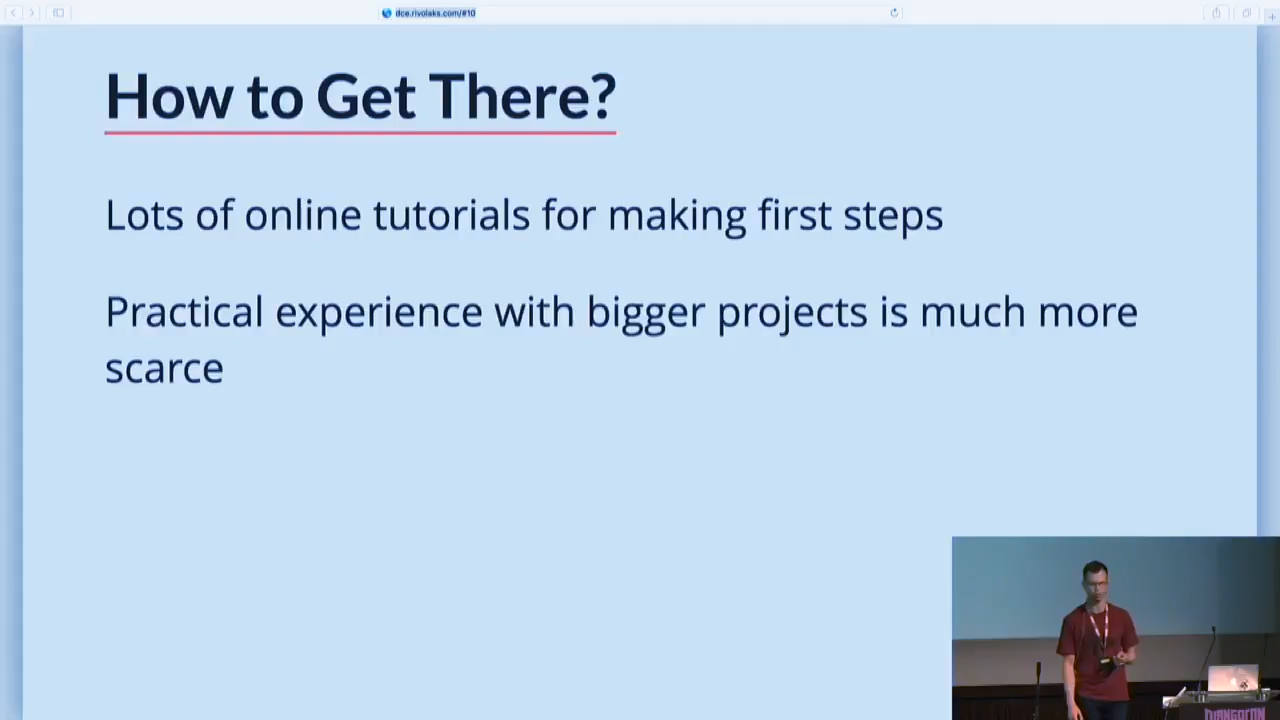 dce.rivolaks.com/#10
How to Get There?
Lots of online tutorials for making first steps
Practical experience with bigger projects is much more
scarce
DJANGOCON